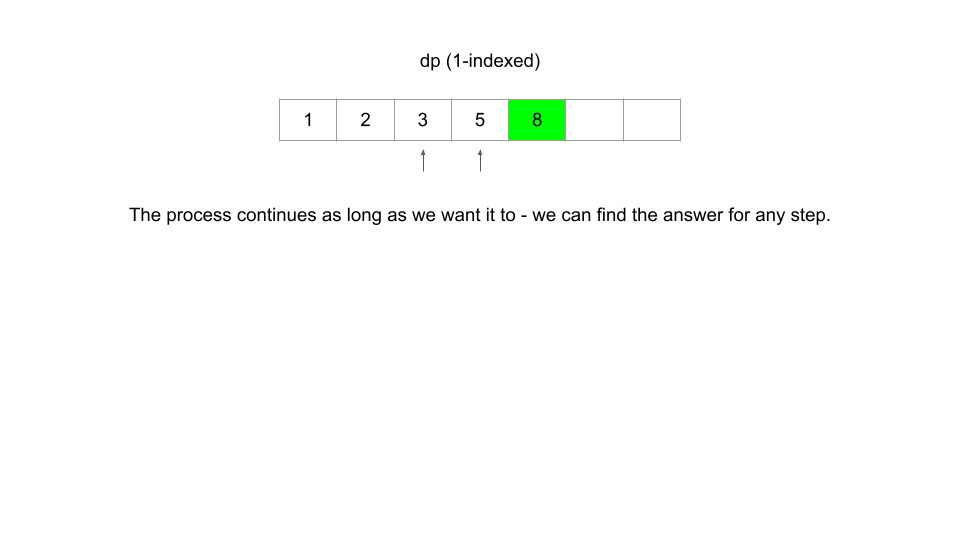 dp (1-indexed)
1 2 3 5 8
The process continues as long as we want it to - we can find the answer for any step.